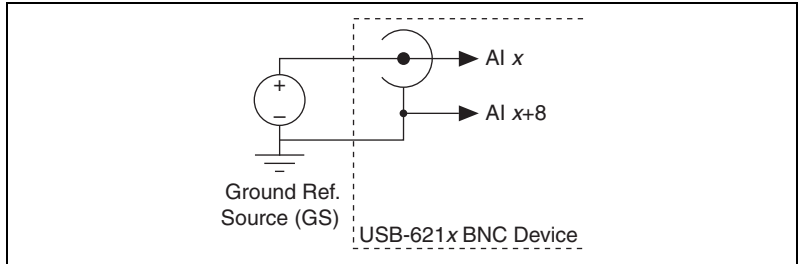 AI x
+
−
AI x+8
Ground Ref.
Source (GS)
USB-621x BNC Device